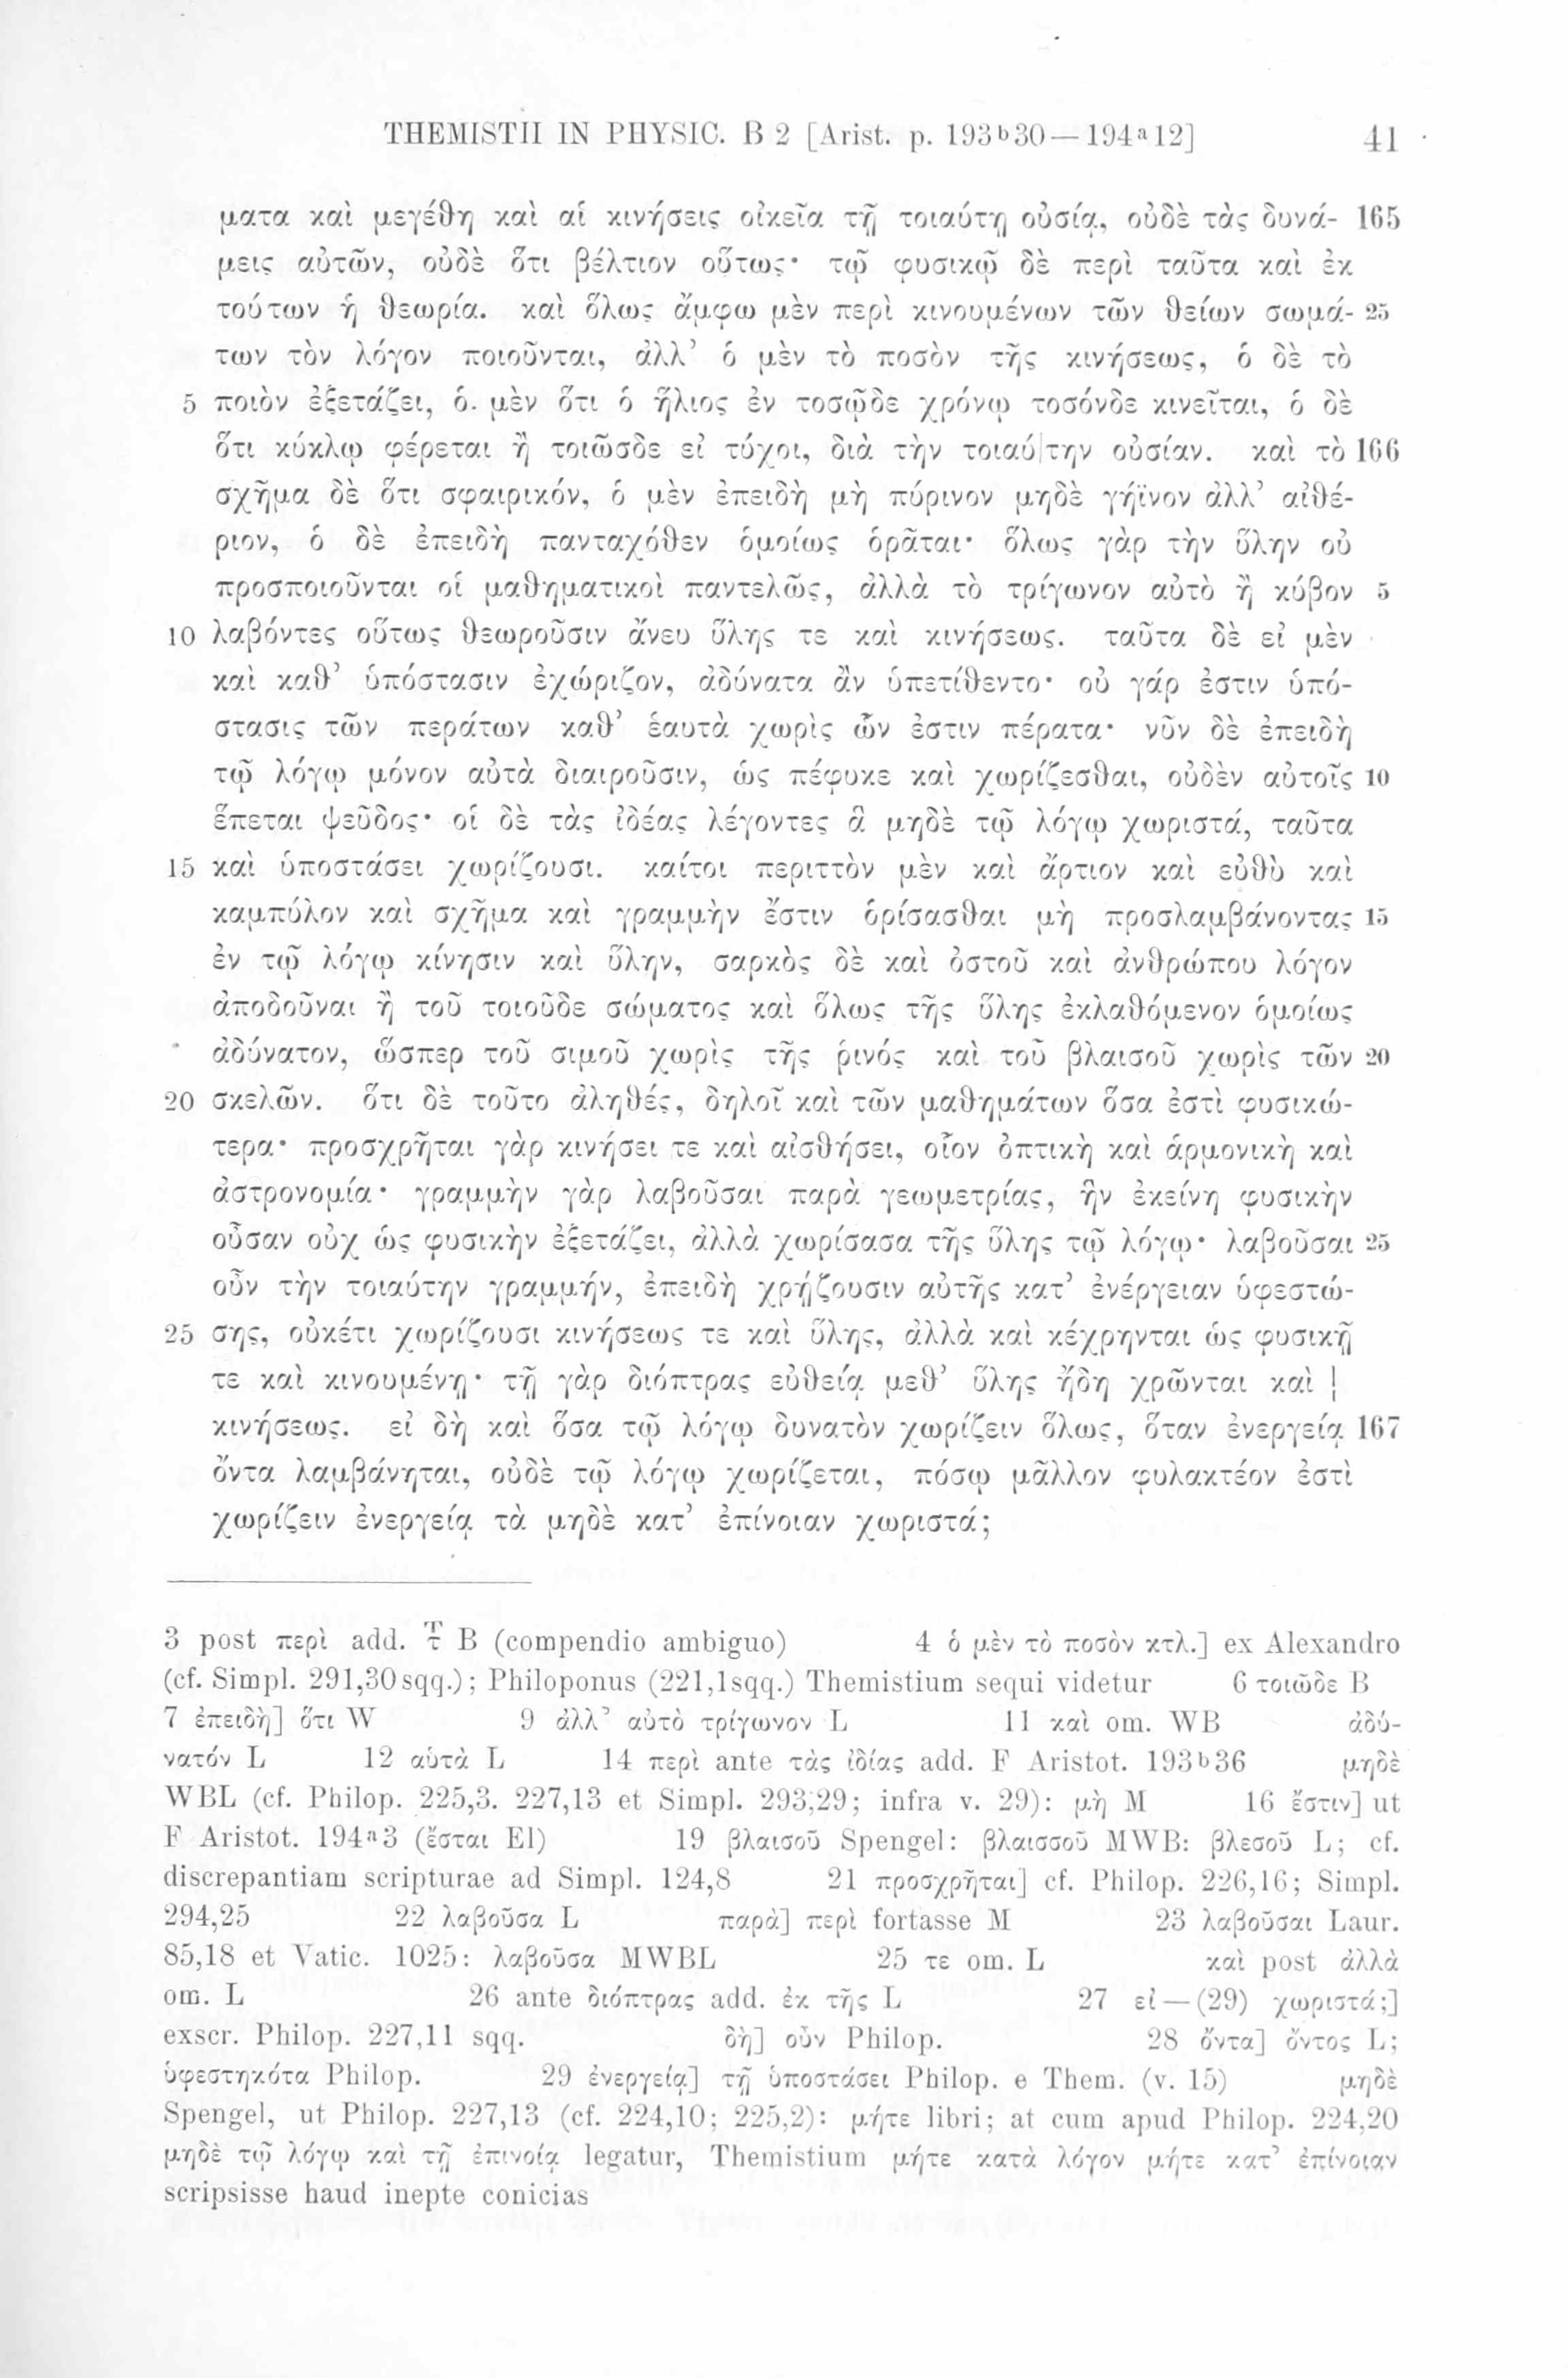 THEMISTII IN PHYSIC. B 2 [Arist. p. 193ᵇ30—194ᵃ12] 41
ματα καὶ μεγέθη καὶ αἱ κινήσεις οἰκεῖα τῇ τοιαύτῃ οὐσίᾳ, οὐδὲ τὰς δυνά- 165
μεις αὐτῶν, οὐδὲ ὅτι βέλτιον οὕτως· τῷ φυσικῷ δὲ περὶ ταῦτα καὶ ἐκ
τούτων ἡ θεωρία. καὶ ὅλως ἄμφω μὲν περὶ κινουμένων τῶν θείων σωμά- 25
των τὸν λόγον ποιοῦνται, ἀλλ’ ὁ μὲν τὸ ποσὸν τῆς κινήσεως, ὁ δὲ τὸ
5 ποιὸν ἐξετάζει, ὁ μὲν ὅτι ὁ ἥλιος ἐν τοσῷδε χρόνῳ τοσόνδε κινεῖται, ὁ δὲ
ὅτι κύκλῳ φέρεται ἢ τοιῶσδε εἰ τύχοι, διὰ τὴν τοιαύ|την οὐσίαν. καὶ τὸ 166
σχῆμα δὲ ὅτι σφαιρικόν, ὁ μὲν ἐπειδὴ μὴ πύρινον μηδὲ γήϊνον ἀλλ’ αἰθέ-
ριον, ὁ δὲ ἐπειδὴ πανταχόθεν ὁμοίως ὁρᾶται· ὅλως γὰρ τὴν ὕλην οὐ
προσποιοῦνται οἱ μαθηματικοὶ παντελῶς, ἀλλὰ τὸ τρίγωνον αὐτὸ ἢ κύβον 5
10 λαβόντες οὕτως θεωροῦσιν ἄνευ ὕλης τε καὶ κινήσεως. ταῦτα δὲ εἰ μὲν
καὶ καθ’ ὑπόστασιν ἐχώριζον, ἀδύνατα ἂν ὑπετίθεντο· οὐ γάρ ἐστιν ὑπό-
στασις τῶν περάτων καθ’ ἑαυτὰ χωρὶς ὧν ἐστιν πέρατα· νῦν δὲ ἐπειδὴ
τῷ λόγῳ μόνον αὐτὰ διαιροῦσιν, ὡς πέφυκε καὶ χωρίζεσθαι, οὐδὲν αὐτοῖς 10
ἕπεται ψεῦδος· οἱ δὲ τὰς ἰδέας λέγοντες ἃ μηδὲ τῷ λόγῳ χωριστά, ταῦτα
15 καὶ ὑποστάσει χωρίζουσι. καίτοι περιττὸν μὲν καὶ ἄρτιον καὶ εὐθὺ καὶ
καμπύλον καὶ σχῆμα καὶ γραμμὴν ἔστιν ὁρίσασθαι μὴ προσλαμβάνοντας 15
ἐν τῷ λόγῳ κίνησιν καὶ ὕλην, σαρκὸς δὲ καὶ ὀστοῦ καὶ ἀνθρώπου λόγον
ἀποδοῦναι ἢ τοῦ τοιοῦδε σώματος καὶ ὅλως τῆς ὕλης ἐκλαθόμενον ὁμοίως
ἀδύνατον, ὥσπερ τοῦ σιμοῦ χωρὶς τῆς ῥινός καὶ τοῦ βλαισοῦ χωρὶς τῶν 20
20 σκελῶν. ὅτι δὲ τοῦτο ἀληθές, δηλοῖ καὶ τῶν μαθημάτων ὅσα ἐστὶ φυσικώ-
τερα· προσχρῆται γὰρ κινήσει τε καὶ αἰσθήσει, οἷον ὀπτικὴ καὶ ἁρμονικὴ καὶ
ἀστρονομία· γραμμὴν γὰρ λαβοῦσαι παρὰ γεωμετρίας, ἣν ἐκείνη φυσικὴν
οὖσαν οὐχ ὡς φυσικὴν ἐξετάζει, ἀλλὰ χωρίσασα τῆς ὕλης τῷ λόγῳ· λαβοῦσαι 25
οὖν τὴν τοιαύτην γραμμήν, ἐπειδὴ χρῄζουσιν αὐτῆς κατ’ ἐνέργειαν ὑφεστώ-
25 σης, οὐκέτι χωρίζουσι κινήσεως τε καὶ ὕλης, ἀλλὰ καὶ κέχρηνται ὡς φυσικῇ
τε καὶ κινουμένῃ· τῇ γὰρ διόπτρας εὐθείᾳ μεθ’ ὕλης ἤδη χρῶνται καὶ |
κινήσεως. εἰ δὴ καὶ ὅσα τῷ λόγῳ δυνατὸν χωρίζειν ὅλως, ὅταν ἐνεργείᾳ 167
ὄντα λαμβάνηται, οὐδὲ τῷ λόγῳ χωρίζεται, πόσῳ μᾶλλον φυλακτέον ἐστὶ
χωρίζειν ἐνεργείᾳ τὰ μηδὲ κατ’ ἐπίνοιαν χωριστά;
3 post περὶ add. τ̅ B (compendio ambiguo) 4 ὁ μὲν τὸ ποσὸν κτλ.] ex Alexandro
(cf. Simpl. 291,30sqq.); Philoponus (221,1sqq.) Themistium sequi videtur 6 τοιῶδε B
7 ἐπειδὴ] ὅτι W 9 ἀλλ’ αὐτὸ τρίγωνον L 11 καὶ om. WB ἀδύ-
νατόν L 12 αὑτὰ L 14 περὶ ante τὰς ἰδίας add. F Aristot. 193ᵇ36 μηδὲ
WBL (cf. Philop. 225,3. 227,13 et Simpl. 293,29; infra v. 29): μὴ M 16 ἔστιν] ut
F Aristot. 194ᵃ3 (ἔσται EI) 19 βλαισοῦ Spengel: βλαισσοῦ MWB: βλεσοῦ L; cf.
discrepantiam scripturae ad Simpl. 124,8 21 προσχρῆται] cf. Philop. 226,16; Simpl.
294,25 22 λαβοῦσα L παρὰ] περὶ fortasse M 23 λαβοῦσαι Laur.
85,18 et Vatic. 1025: λαβοῦσα MWBL 25 τε om. L καὶ post ἀλλὰ
om. L 26 ante διόπτρας add. ἐκ τῆς L 27 εἰ—(29) χωριστά;]
exscr. Philop. 227,11 sqq. δὴ] οὖν Philop. 28 ὄντα] ὄντος L;
ὑφεστηκότα Philop. 29 ἐνεργείᾳ] τῇ ὑποστάσει Philop. e Them. (v. 15) μηδὲ
Spengel, ut Philop. 227,13 (cf. 224,10; 225,2): μήτε libri; at cum apud Philop. 224,20
μηδὲ τῷ λόγῳ καὶ τῇ ἐπινοίᾳ legatur, Themistium μήτε κατὰ λόγον μήτε κατ’ ἐπίνοιαν
scripsisse haud inepte conicias